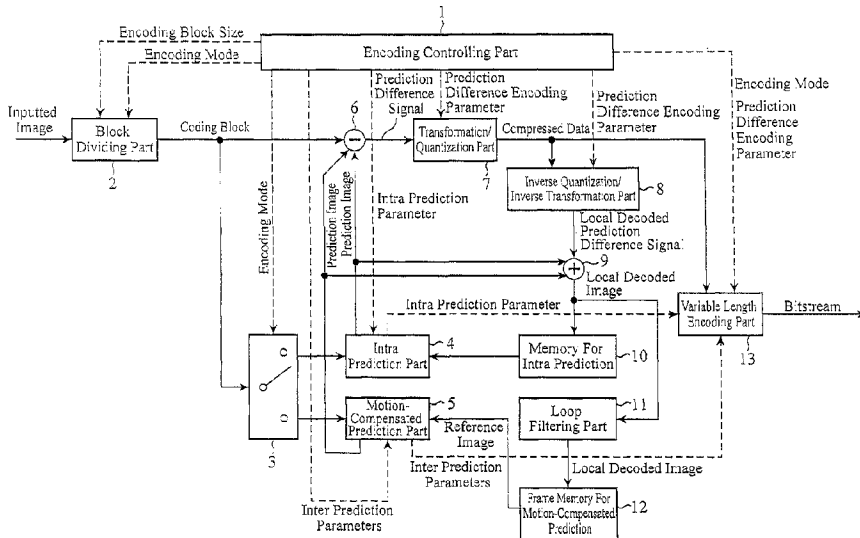 1
Encoding Block Size
Encoding Mode
Encoding Controlling Part
Inputted
Image
Block
Dividing Part
2
Coding Block
6
Prediction
Difference
Signal
Prediction
Difference Encoding
Parameter
Transformation/
Quantization Part
7
Compressed Data
Prediction
Difference Encoding
Parameter
Encoding Mode
Prediction
Difference
Encoding
Parameter
Inverse Quantization/
Inverse Transformation Part
8
Encoding Mode
Prediction Image
Prediction Image
Intra Prediction
Parameter
Local Decoded
Prediction
Difference Signal
9
Local Decoded
Image
Intra Prediction Parameter
Variable Length
Encoding Part
13
Bitstream
3
Intra
Prediction Part
4
Memory For
Intra Prediction
10
Motion-
Compensated
Prediction Part
5
Reference
Image
Loop
Filtering Part
11
Inter Prediction
Parameters
Local Decoded Image
Inter Prediction
Parameters
Frame Memory For
Motion-Compensated
Prediction
12